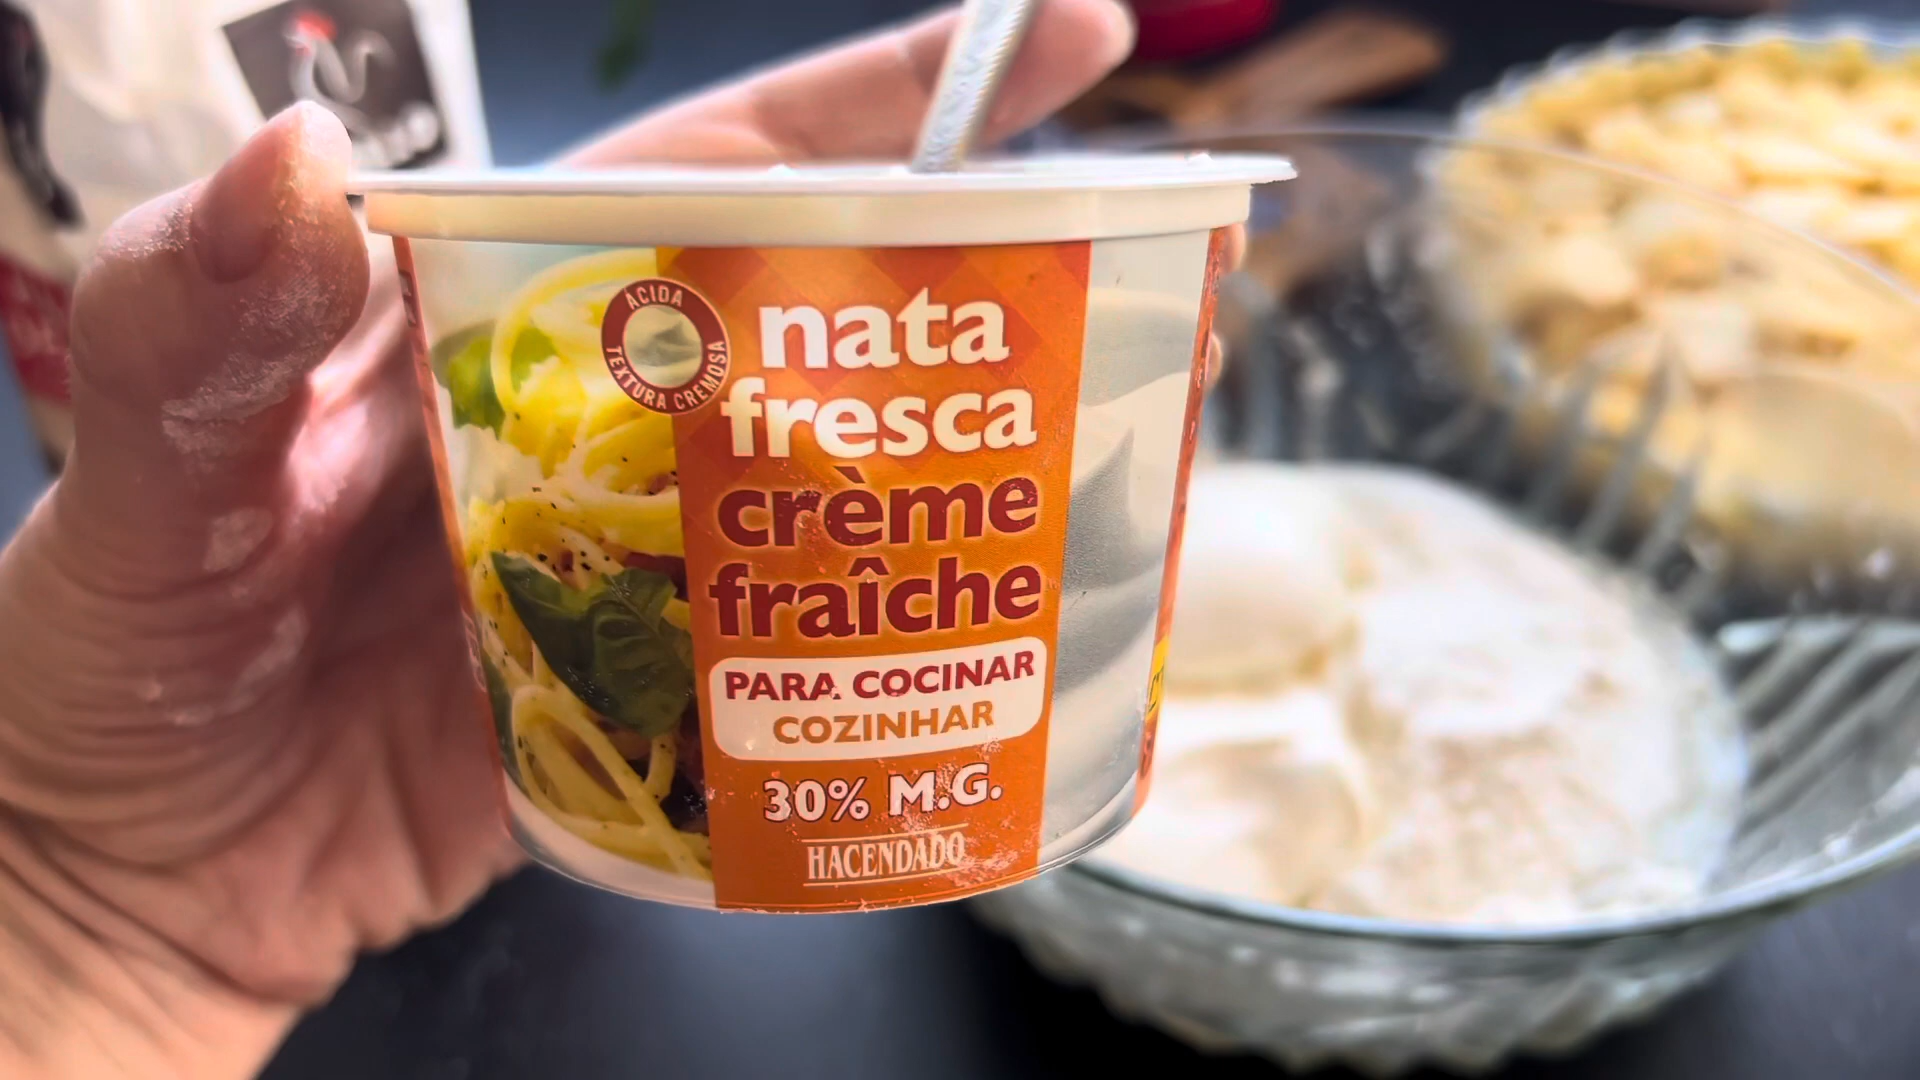 ÁCIDA
TEXTURA CREMOSA
nata
fresca
crème
fraîche
PARA COCINAR
COZINHAR
30% M.G.
HACENDADO